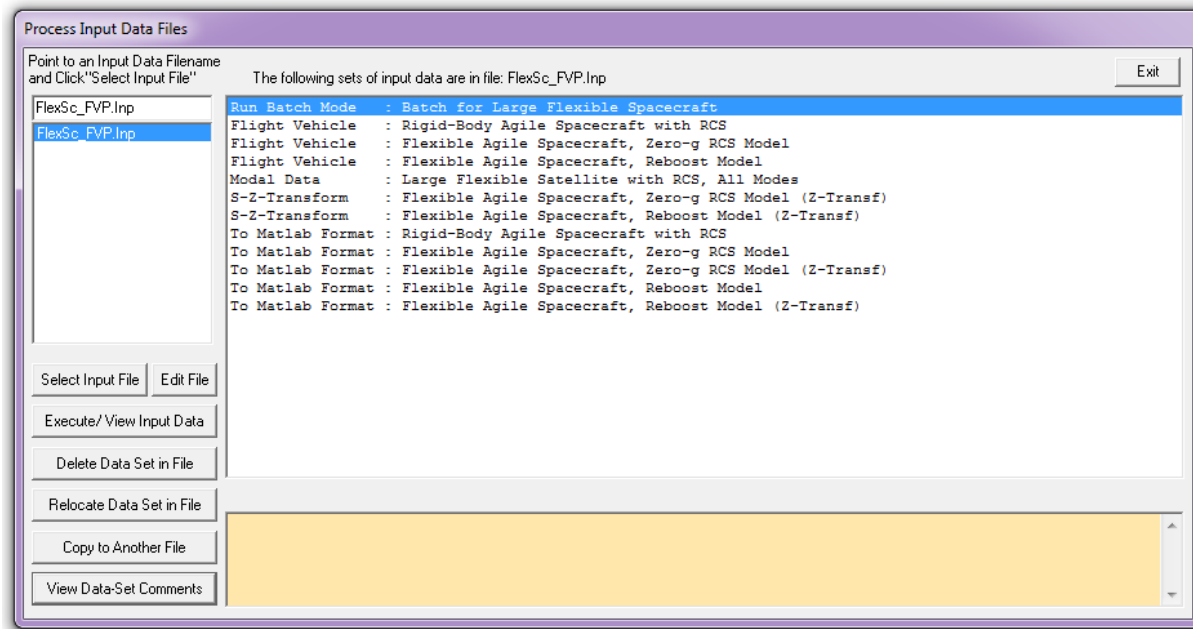 Process Input Data Files
Point to an Input Data Filename
and Click"Select Input File"
The following sets of input data are in file: FlexSc_FVP.Inp
Exit
FlexSc_FVP.Inp
FlexSc_FVP.Inp
Run Batch Mode : Batch for Large Flexible Spacecraft
Flight Vehicle : Rigid-Body Agile Spacecraft with RCS
Flight Vehicle : Flexible Agile Spacecraft, Zero-g RCS Model
Flight Vehicle : Flexible Agile Spacecraft, Reboost Model
Modal Data : Large Flexible Satellite with RCS, All Modes
S-Z-Transform : Flexible Agile Spacecraft, Zero-g RCS Model (Z-Transf)
S-Z-Transform : Flexible Agile Spacecraft, Reboost Model (Z-Transf)
To Matlab Format : Rigid-Body Agile Spacecraft with RCS
To Matlab Format : Flexible Agile Spacecraft, Zero-g RCS Model
To Matlab Format : Flexible Agile Spacecraft, Zero-g RCS Model (Z-Transf)
To Matlab Format : Flexible Agile Spacecraft, Reboost Model
To Matlab Format : Flexible Agile Spacecraft, Reboost Model (Z-Transf)
Select Input File
Edit File
Execute/ View Input Data
Delete Data Set in File
Relocate Data Set in File
Copy to Another File
View Data-Set Comments